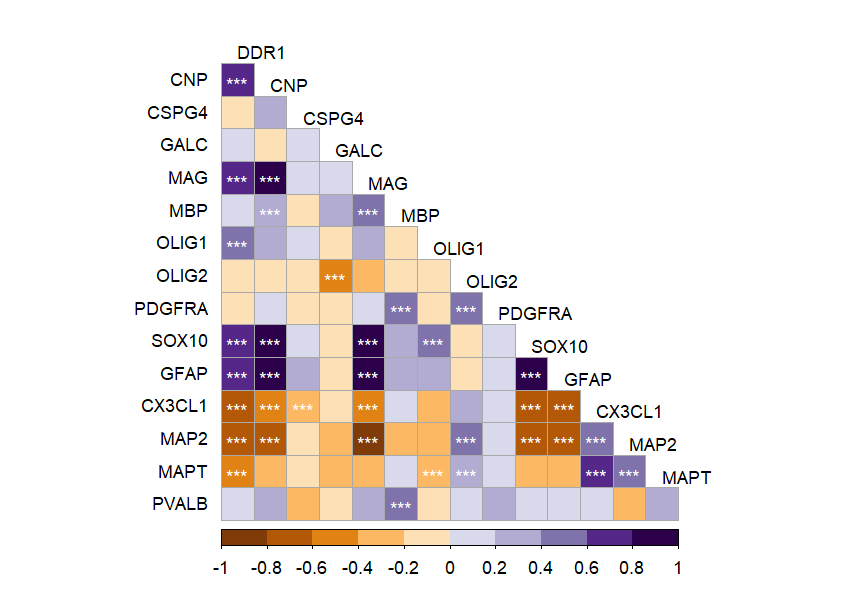 DDR1
CNP *** CNP
CSPG4 CSPG4
GALC GALC
MAG *** *** MAG
MBP *** *** MBP
OLIG1 *** OLIG1
OLIG2 *** OLIG2
PDGFRA *** *** PDGFRA
SOX10 *** *** *** *** SOX10
GFAP *** *** *** *** GFAP
CX3CL1 *** *** *** *** *** *** CX3CL1
MAP2 *** *** *** *** *** *** *** MAP2
MAPT *** *** *** *** *** MAPT
PVALB ***
-1 -0.8 -0.6 -0.4 -0.2 0 0.2 0.4 0.6 0.8 1